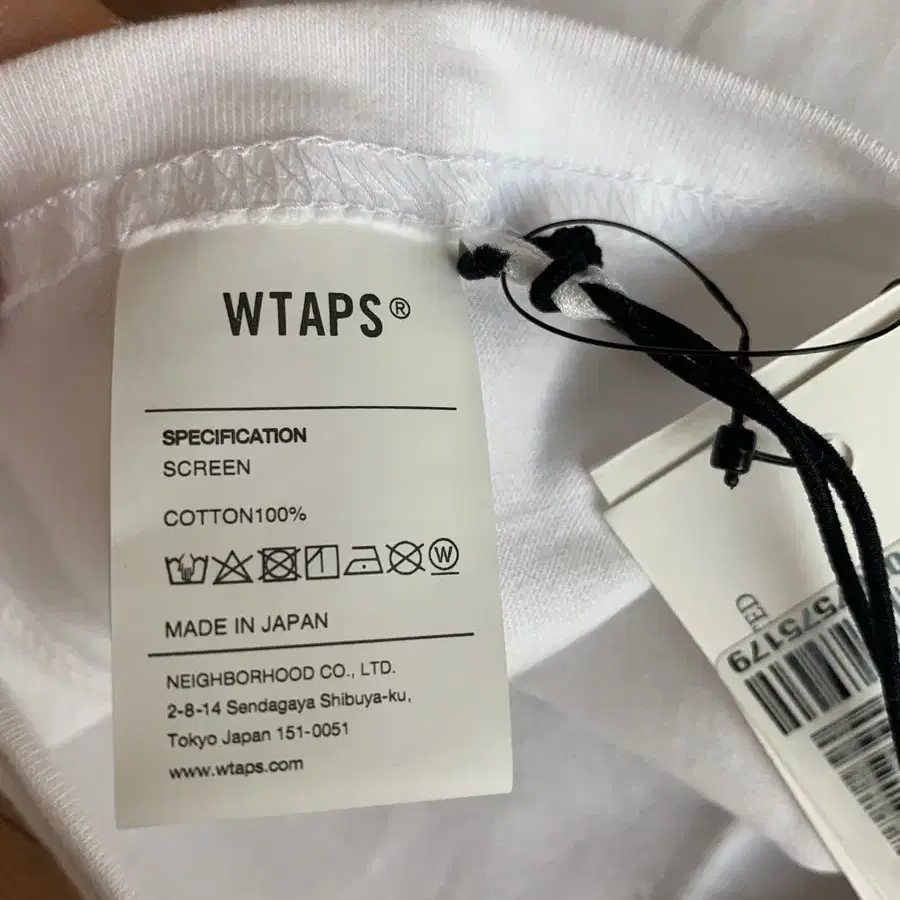 WTAPS®
SPECIFICATION
SCREEN
COTTON100%
W
MADE IN JAPAN
NEIGHBORHOOD CO., LTD.
2-8-14 Sendagaya Shibuya-ku,
Tokyo Japan 151-0051
www.wtaps.com
7575179